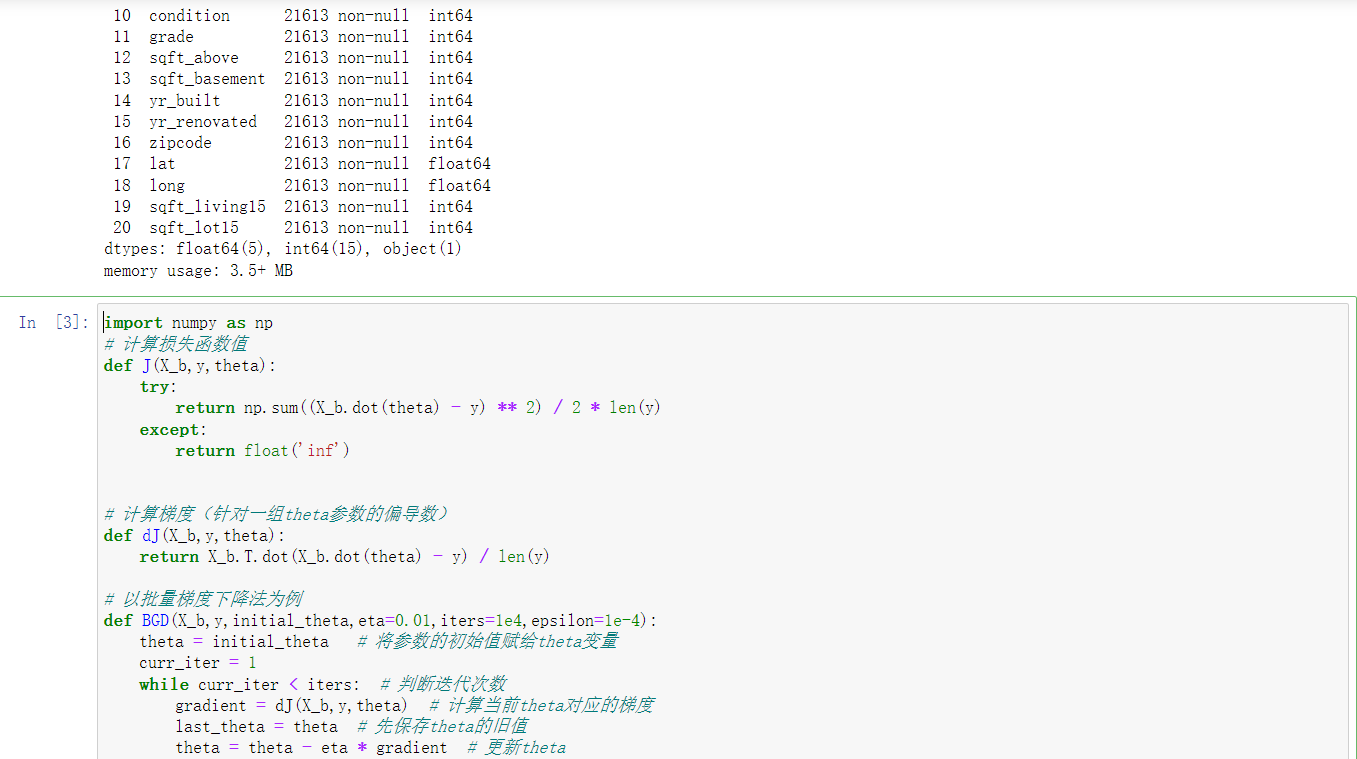 10 condition 21613 non-null int64
11 grade 21613 non-null int64
12 sqft_above 21613 non-null int64
13 sqft_basement 21613 non-null int64
14 yr_built 21613 non-null int64
15 yr_renovated 21613 non-null int64
16 zipcode 21613 non-null int64
17 lat 21613 non-null float64
18 long 21613 non-null float64
19 sqft_living15 21613 non-null int64
20 sqft_lot15 21613 non-null int64
dtypes: float64(5), int64(15), object(1)
memory usage: 3.5+ MB
In [3]: import numpy as np
# 计算损失函数值
def J(X_b,y,theta):
    try:
        return np.sum((X_b.dot(theta) - y) ** 2) / 2 * len(y)
    except:
        return float('inf')
# 计算梯度（针对一组theta参数的偏导数）
def dJ(X_b,y,theta):
    return X_b.T.dot(X_b.dot(theta) - y) / len(y)
# 以批量梯度下降法为例
def BGD(X_b,y,initial_theta,eta=0.01,iters=1e4,epsilon=1e-4):
    theta = initial_theta   # 将参数的初始值赋给theta变量
    curr_iter = 1
    while curr_iter < iters:  # 判断迭代次数
        gradient = dJ(X_b,y,theta)  # 计算当前theta对应的梯度
        last_theta = theta  # 先保存theta的旧值
        theta = theta - eta * gradient  # 更新theta